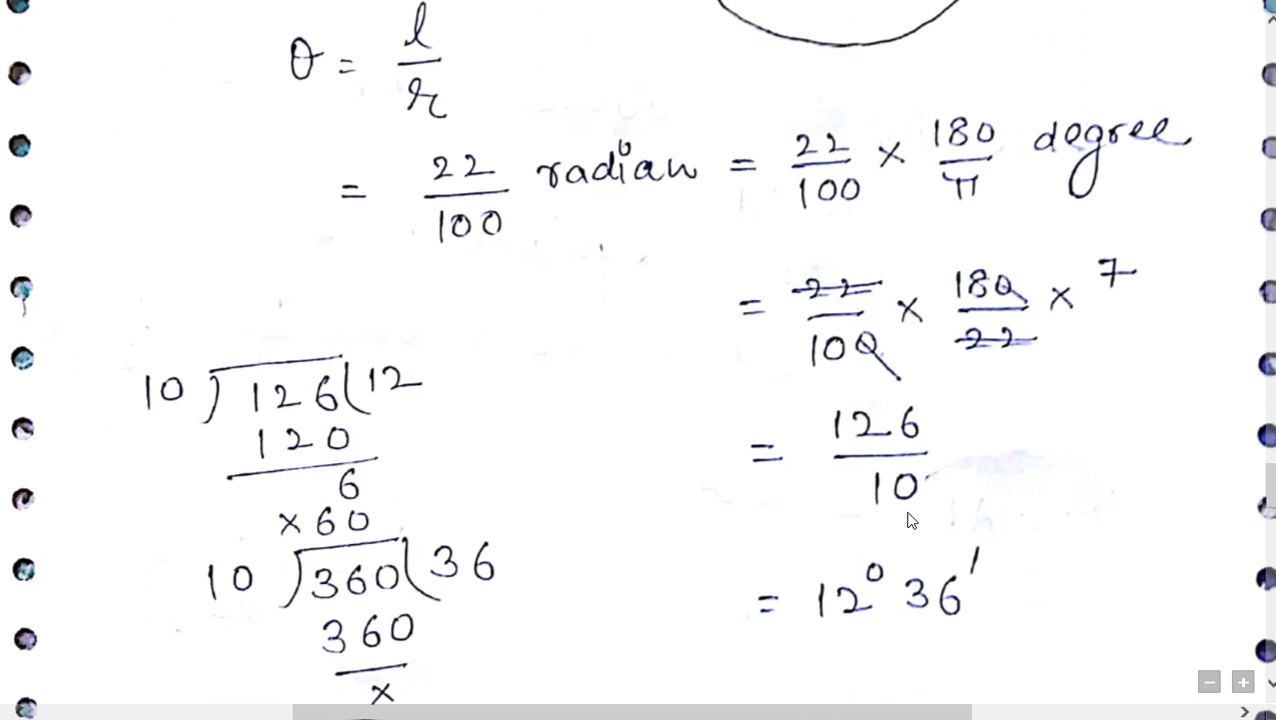 θ = l/r
= 22/100 radian = 22/100 × 180/π degree
= 22/100 × 180/22 × 7
= 126/10
= 12° 36'
10 ) 126 ( 12
120
6
× 60
10 ) 360 ( 36
360
×